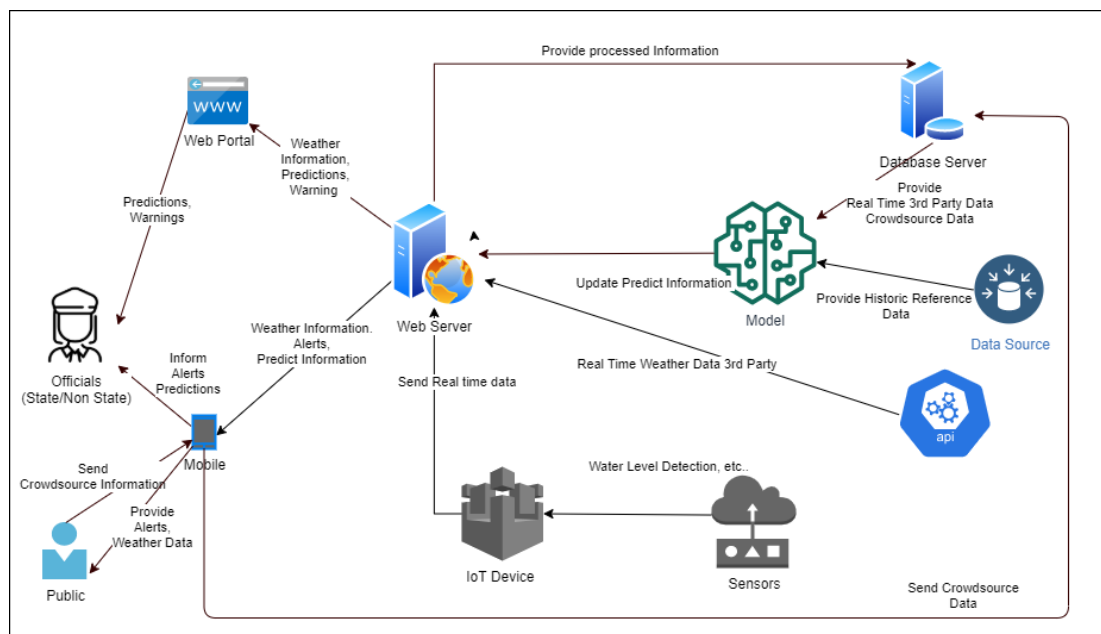 Provide processed Information
WWW
Web Portal
Weather
Information,
Predictions,
Warning
Database Server
Provide
Real Time 3rd Party Data
Crowdsource Data
Predictions,
Warnings
Update Predict Information
Model
Provide Historic Reference
Data
Data Source
Web Server
Weather Information.
Alerts,
Predict Information
Real Time Weather Data 3rd Party
Send Real time data
api
Officials
(State/Non State)
Inform
Alerts
Predictions
Mobile
Send
Crowdsource Information
Provide
Alerts,
Weather Data
Public
Water Level Detection, etc..
IoT Device
Sensors
Send Crowdsource
Data